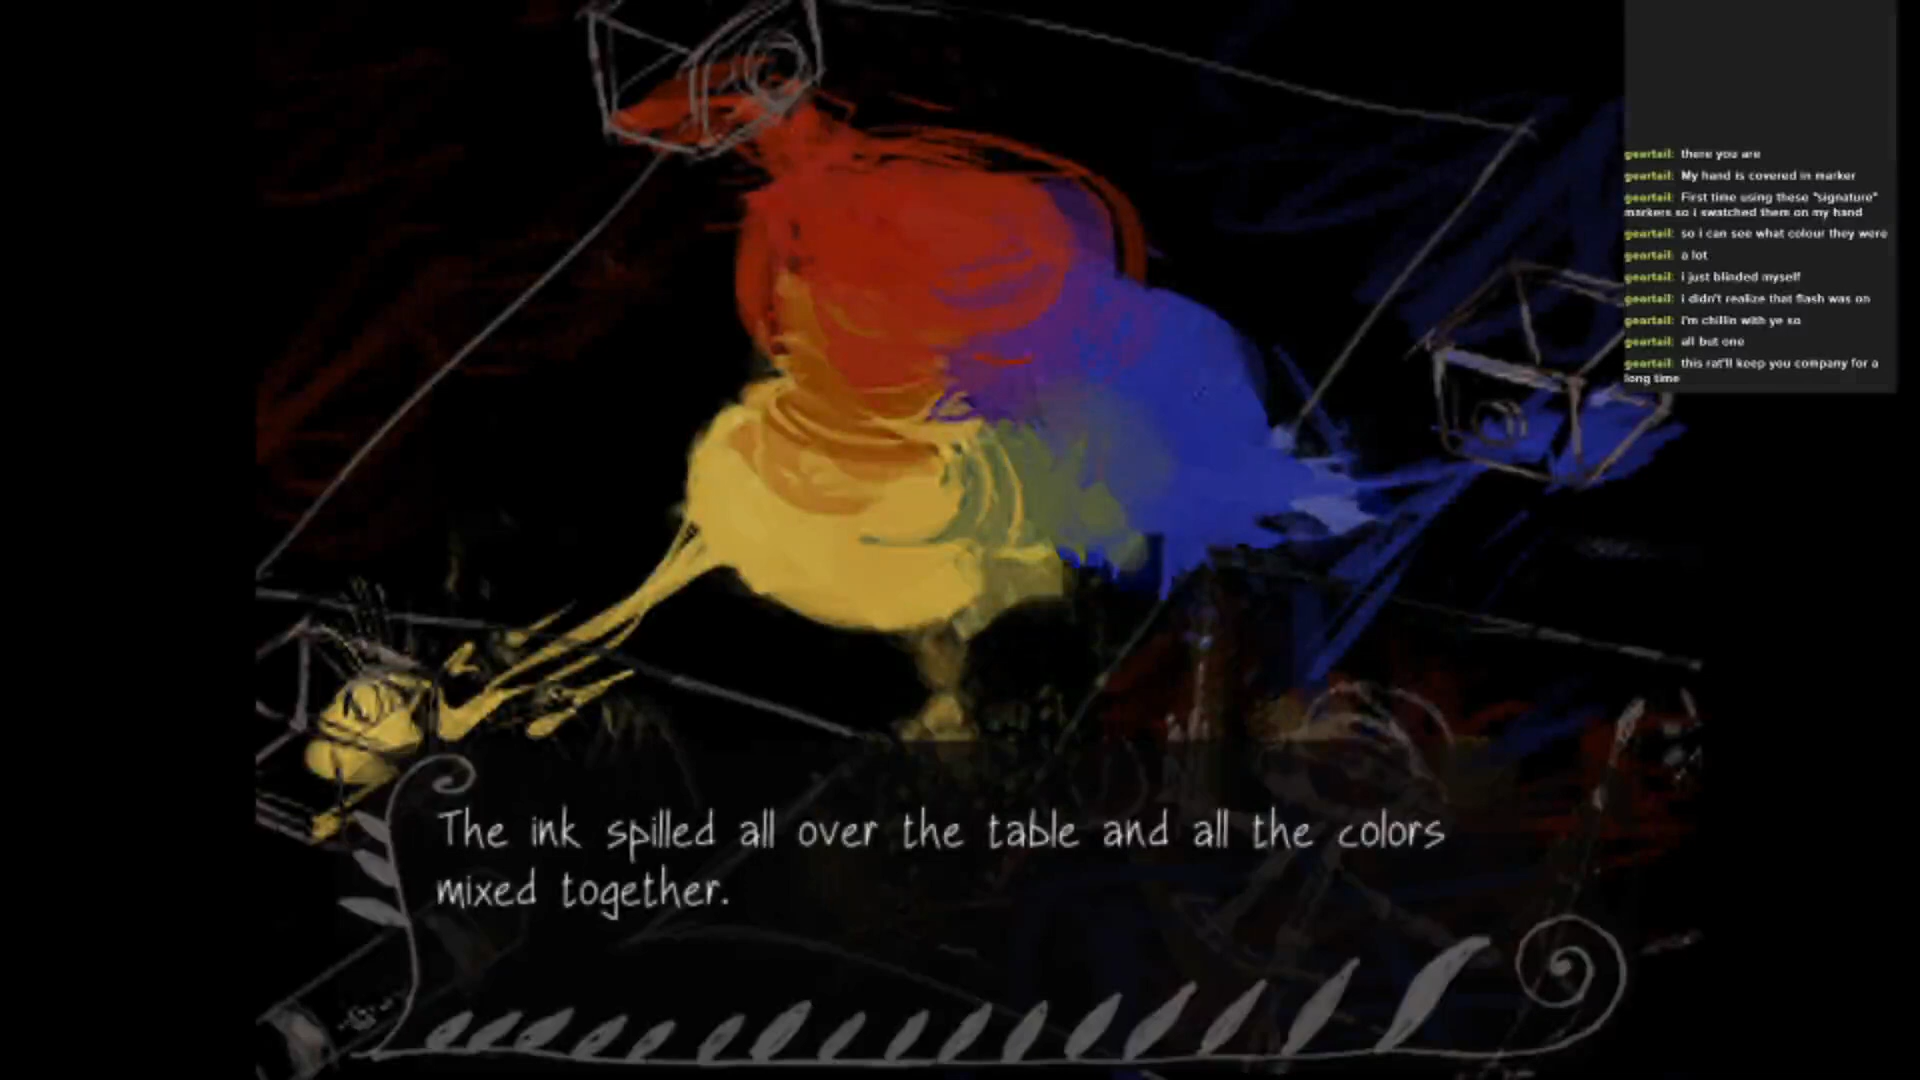 geartail: there you are
geartail: My hand is covered in marker
geartail: First time using these "signature"
markers so i swatched them on my hand
geartail: so i can see what colour they were
geartail: a lot
geartail: i just blinded myself
geartail: i didn't realize that flash was on
geartail: I'm chillin with ye so
geartail: all but one
geartail: this rat'll keep you company for a
long time
The ink spilled all over the table and all the colors
mixed together.